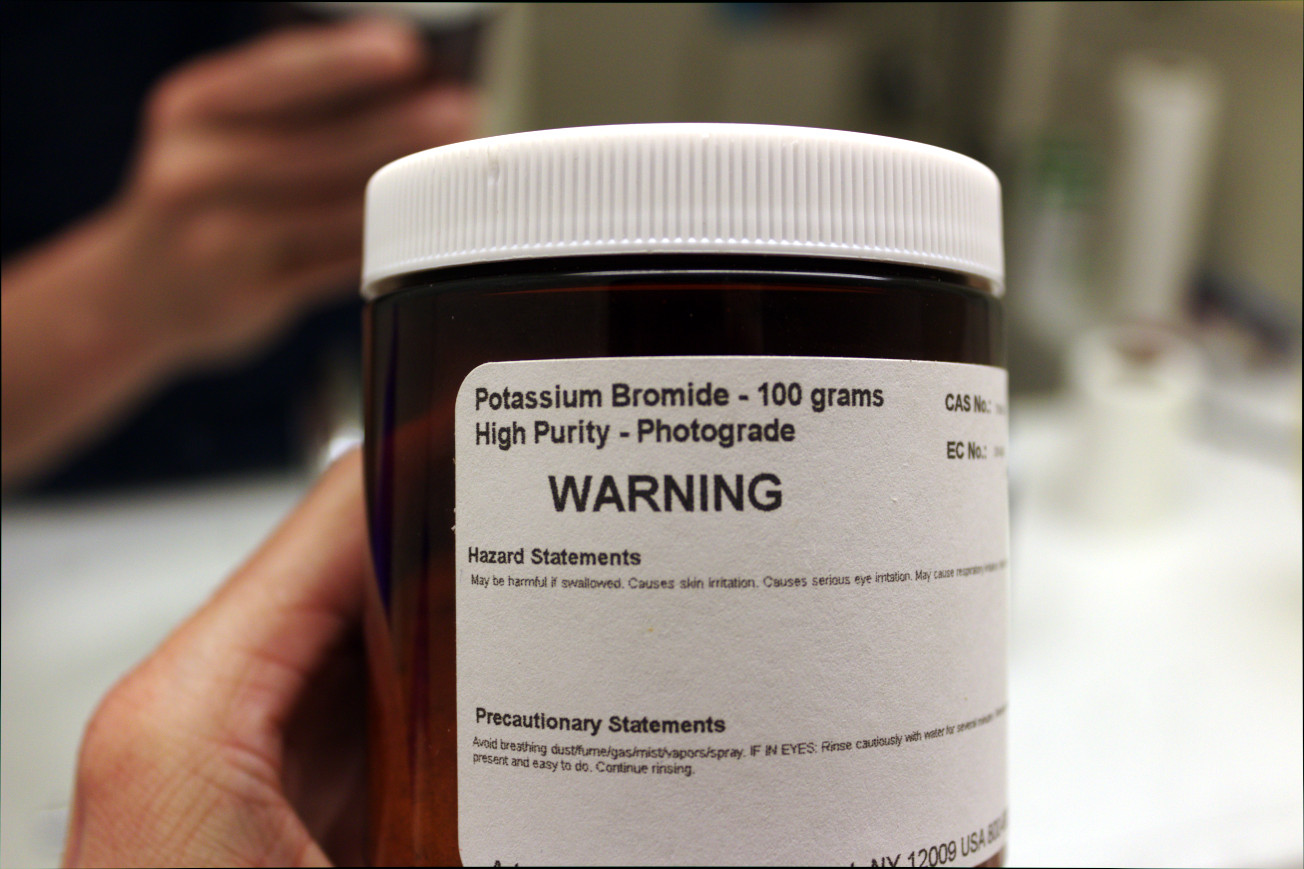 Potassium Bromide - 100 grams
High Purity - Photograde
CAS No.:
EC No.:
WARNING
Hazard Statements
May be harmful if swallowed. Causes skin irritation. Causes serious eye irritation. May cause respiratory
Precautionary Statements
Avoid breathing dust/fume/gas/mist/vapors/spray. IF IN EYES: Rinse cautiously with water for several
present and easy to do. Continue rinsing.
NY 12009 USA